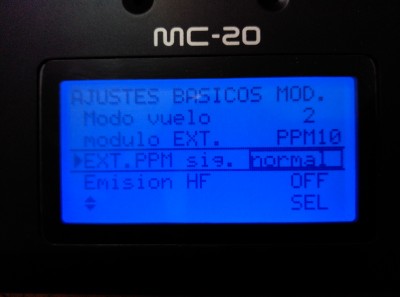 MC-20
AJUSTES BASICOS MOD.
Modo vuelo 2
modulo EXT. PPM10
▶EXT.PPM sig. normal
Emision HF OFF
SEL